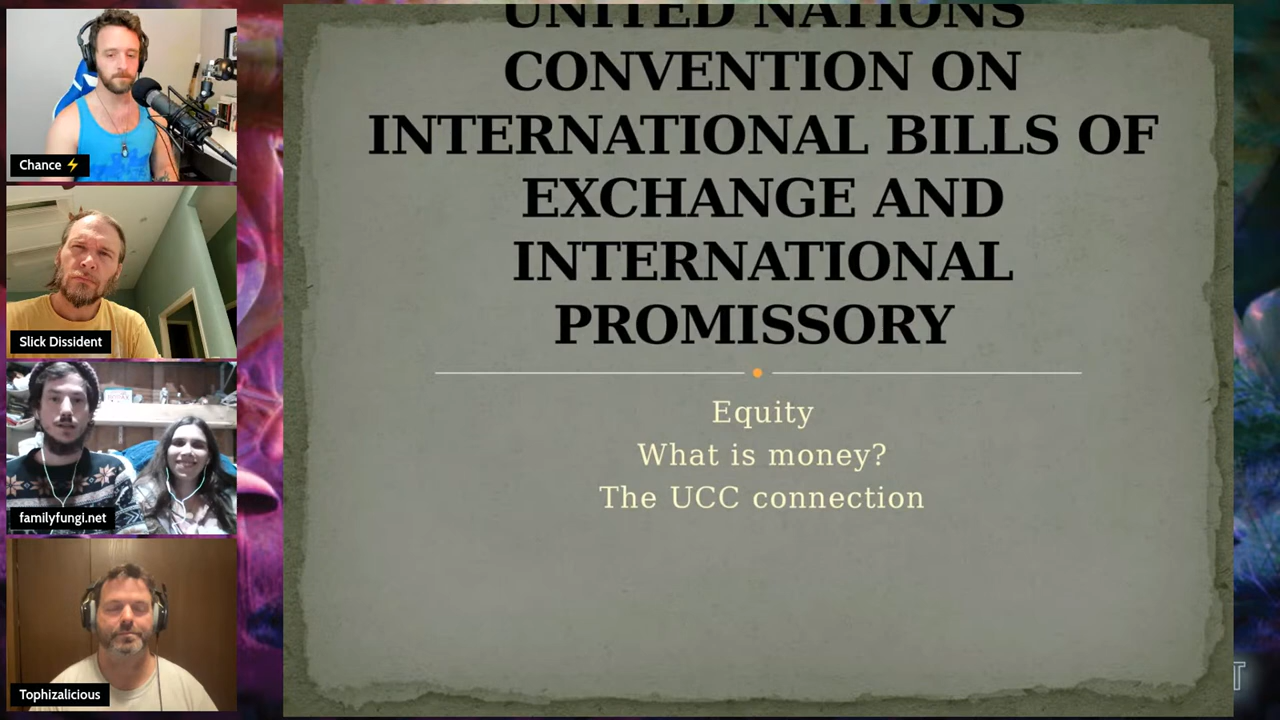 Chance ⚡
Slick Dissident
familyfungi.net
Tophizalicious
UNITED NATIONS
CONVENTION ON
INTERNATIONAL BILLS OF
EXCHANGE AND
INTERNATIONAL
PROMISSORY
Equity
What is money?
The UCC connection
T